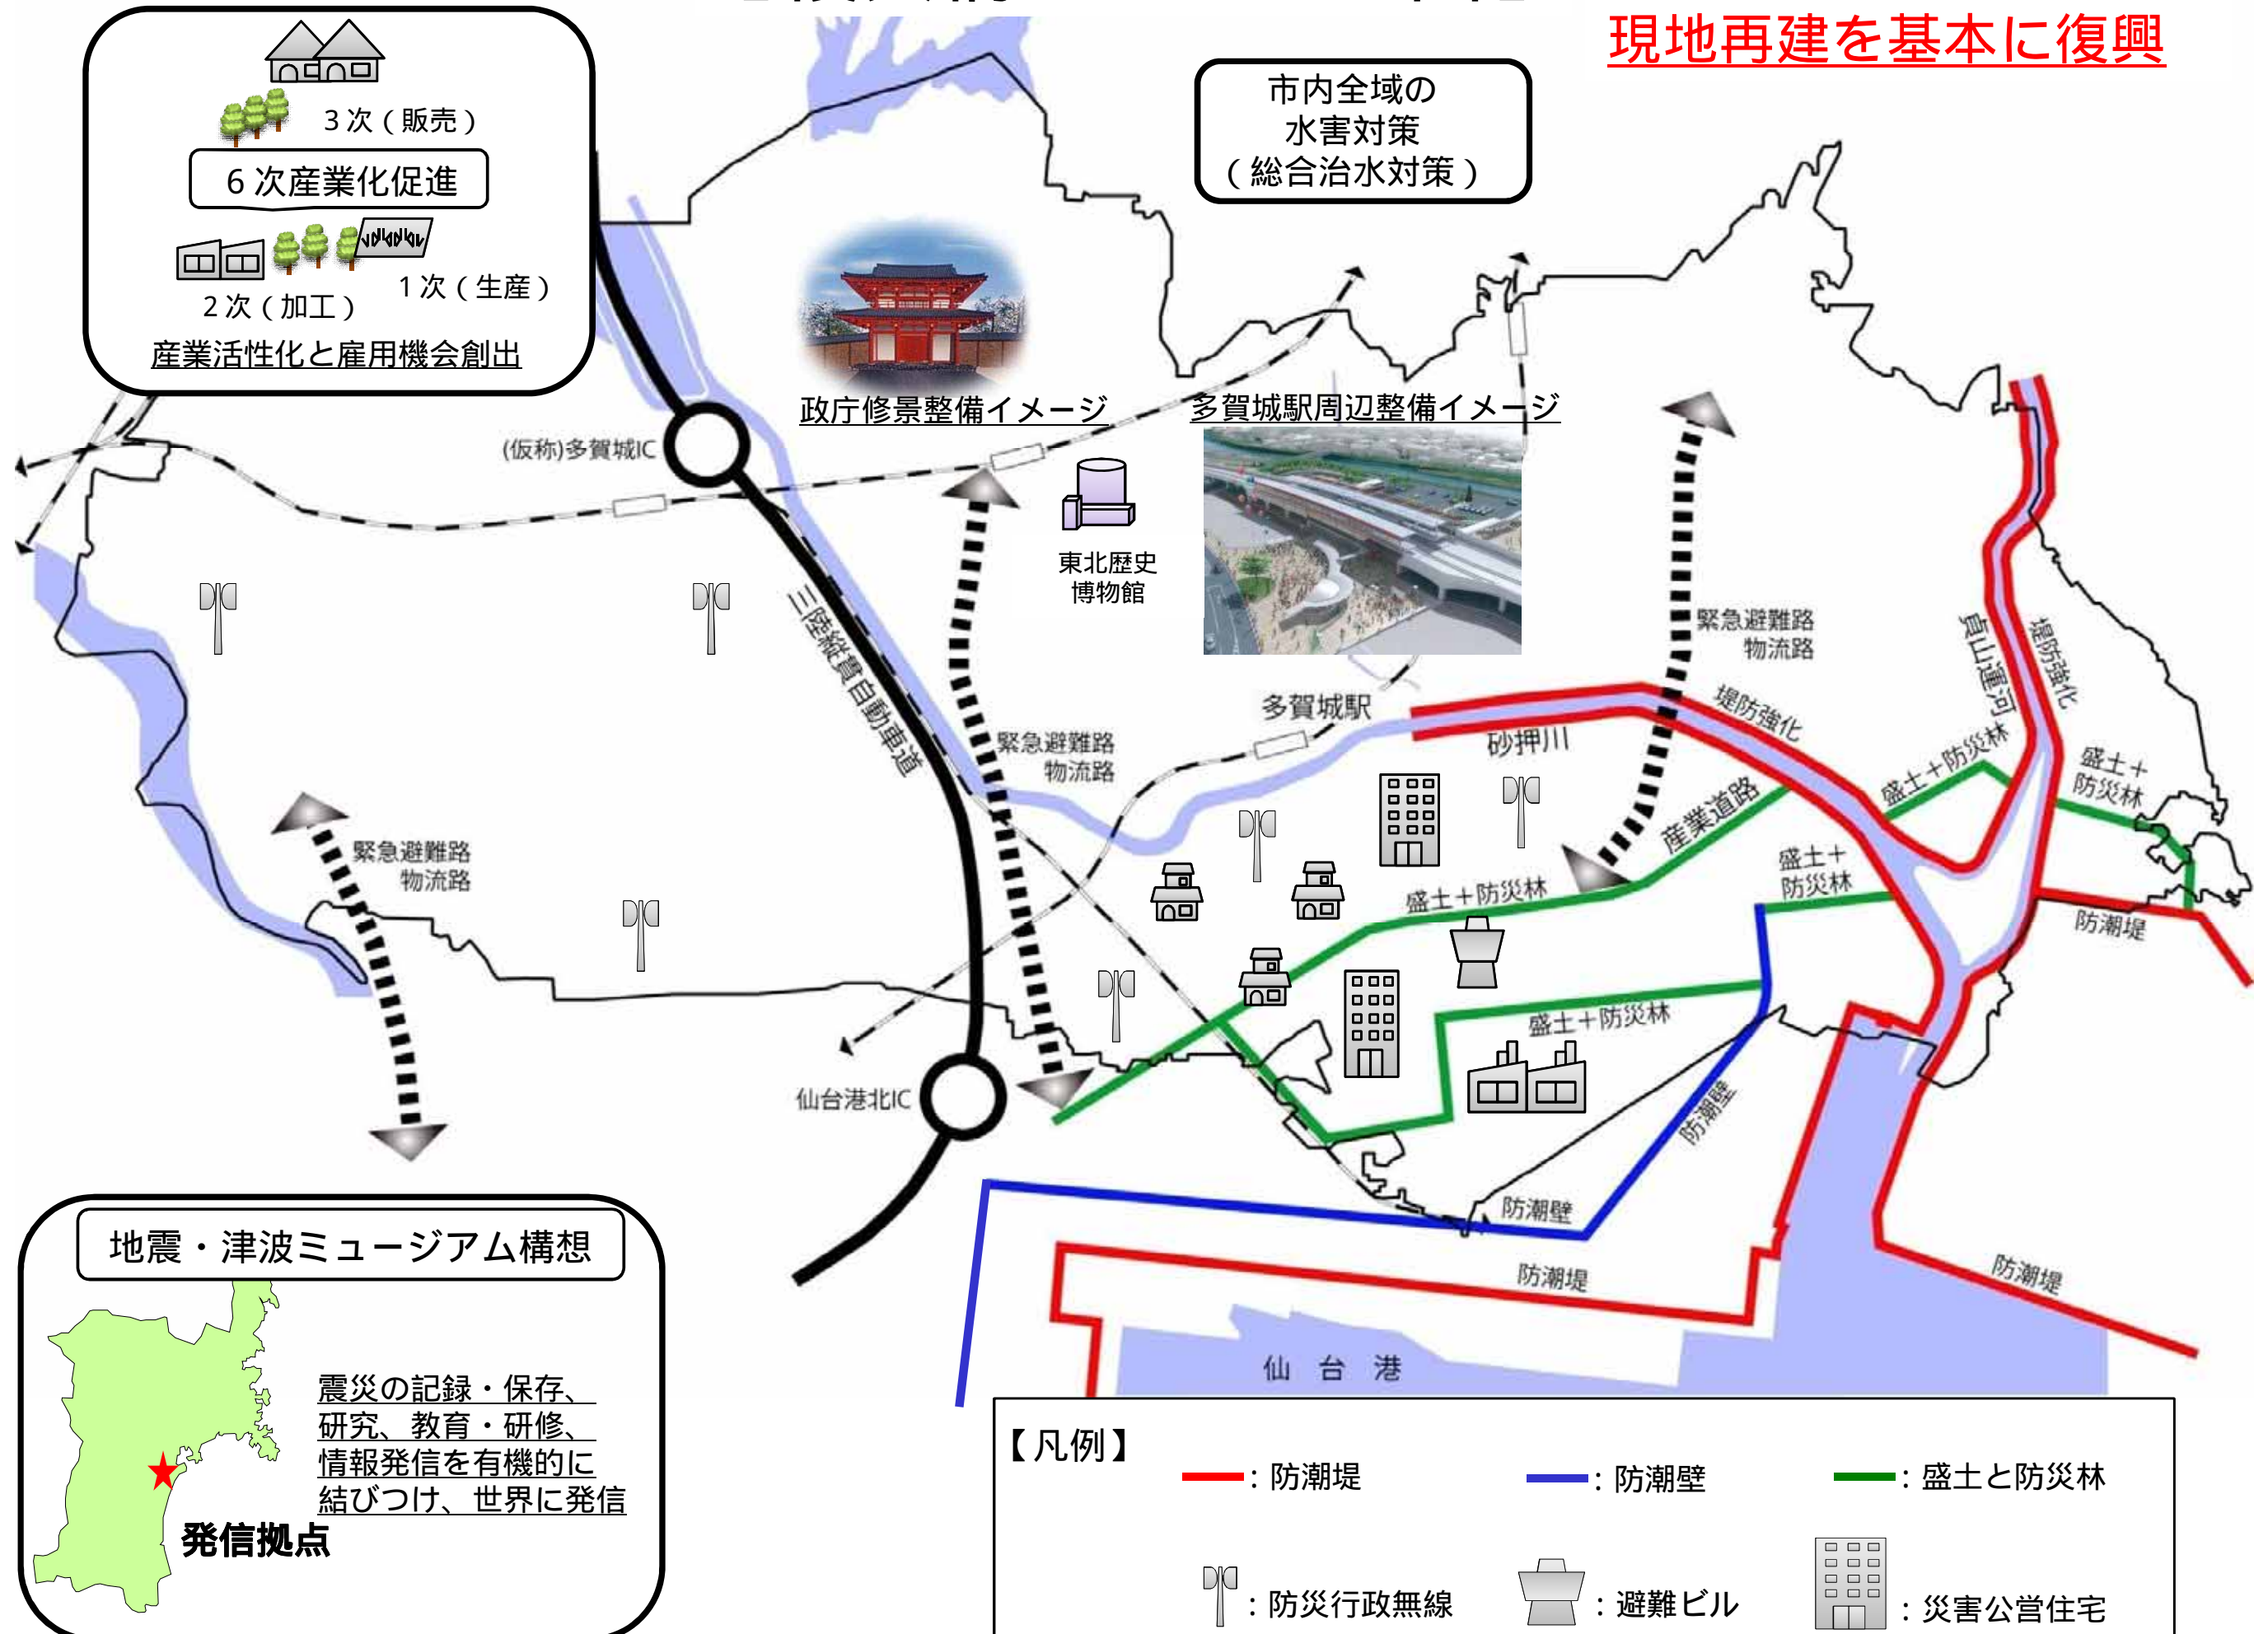 現地再建を基本に復興
3次（販売）
6次産業化促進
1次（生産）
2次（加工）
産業活性化と雇用機会創出
市内全域の
水害対策
（総合治水対策）
政庁修景整備イメージ
多賀城駅周辺整備イメージ
(仮称)多賀城IC
東北歴史
博物館
三陸縦貫自動車道
緊急避難路
物流路
貞山運河
堤防強化
多賀城駅
砂押川
堤防強化
緊急避難路
物流路
盛土＋防災林
盛土＋
防災林
産業道路
緊急避難路
物流路
盛土＋
防災林
盛土＋防災林
防潮堤
盛土＋防災林
仙台港北IC
防潮壁
防潮壁
防潮堤
防潮堤
仙台港
地震・津波ミュージアム構想
震災の記録・保存、
研究、教育・研修、
情報発信を有機的に
結びつけ、世界に発信
発信拠点
【凡例】
：防潮堤
：防潮壁
：盛土と防災林
：防災行政無線
：避難ビル
：災害公営住宅